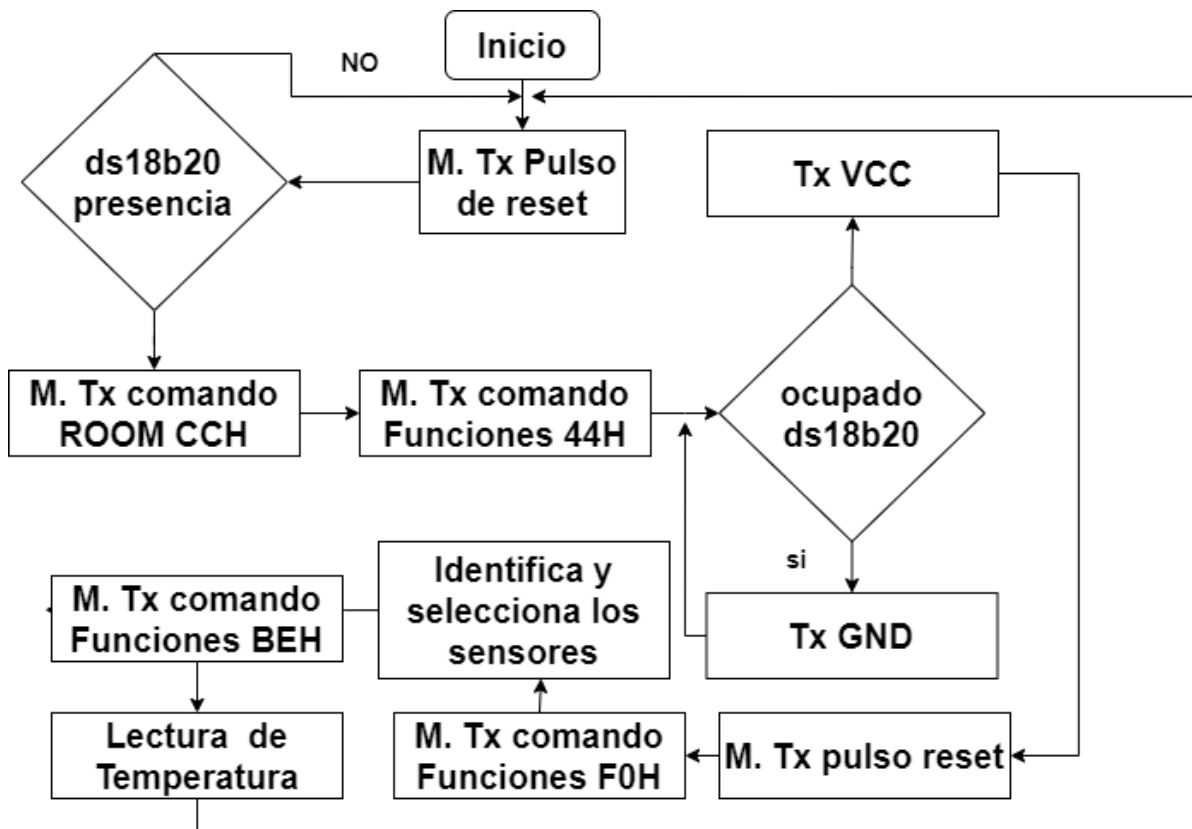 Inicio
NO
M. Tx Pulso
de reset
ds18b20
presencia
Tx VCC
M. Tx comando
ROOM CCH
M. Tx comando
Funciones 44H
ocupado
ds18b20
si
Tx GND
Identifica y
selecciona los
sensores
M. Tx comando
Funciones BEH
Lectura de
Temperatura
M. Tx comando
Funciones F0H
M. Tx pulso reset